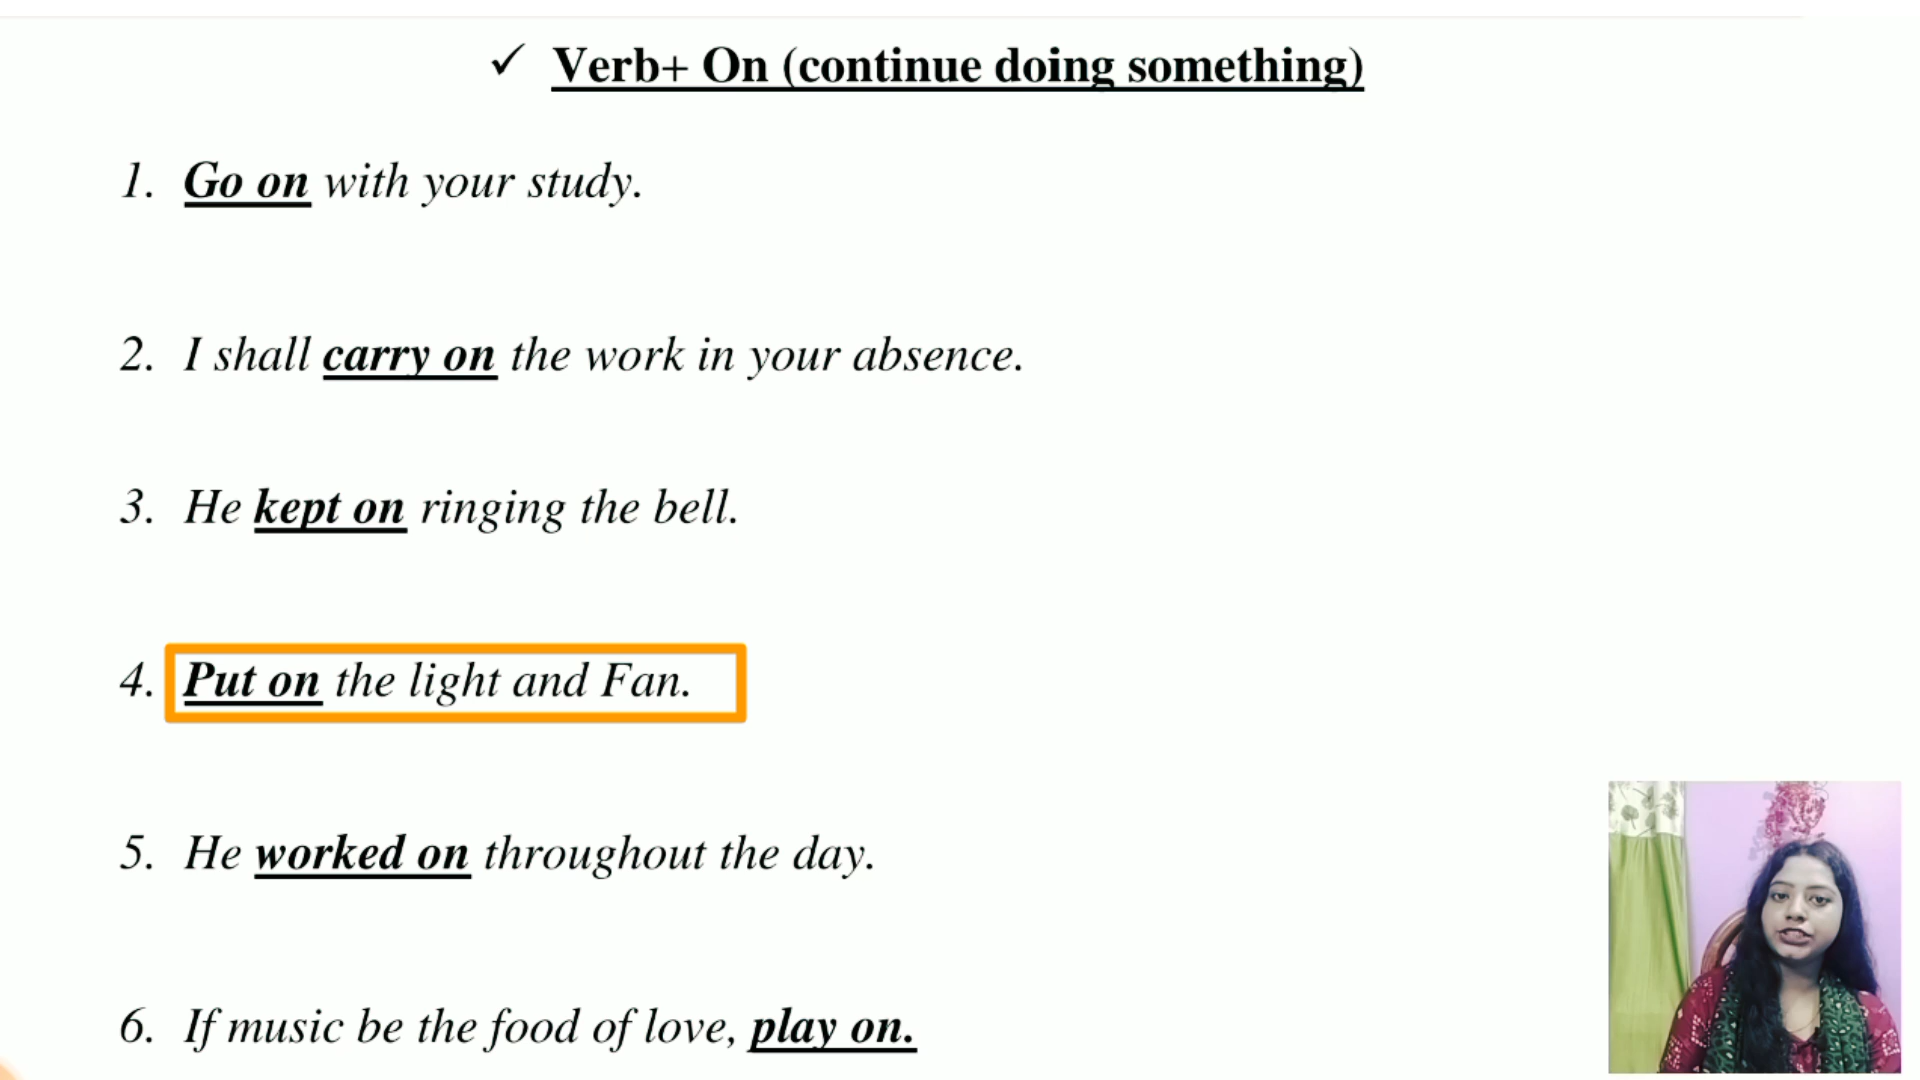 ✓ Verb+ On (continue doing something)
1. Go on with your study.
2. I shall carry on the work in your absence.
3. He kept on ringing the bell.
4. Put on the light and Fan.
5. He worked on throughout the day.
6. If music be the food of love, play on.